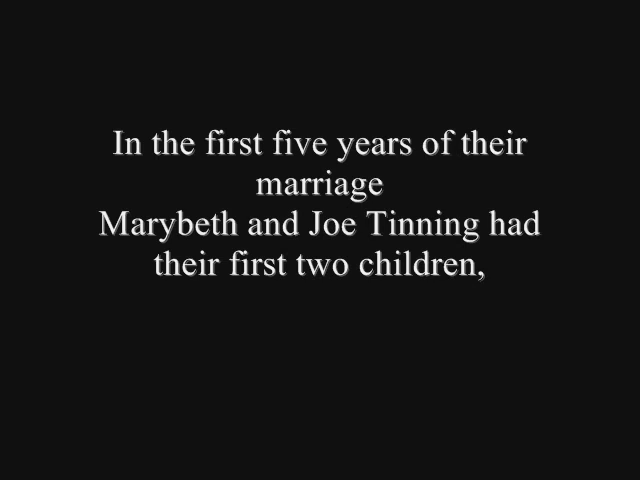 In the first five years of their
marriage
Marybeth and Joe Tinning had
their first two children,